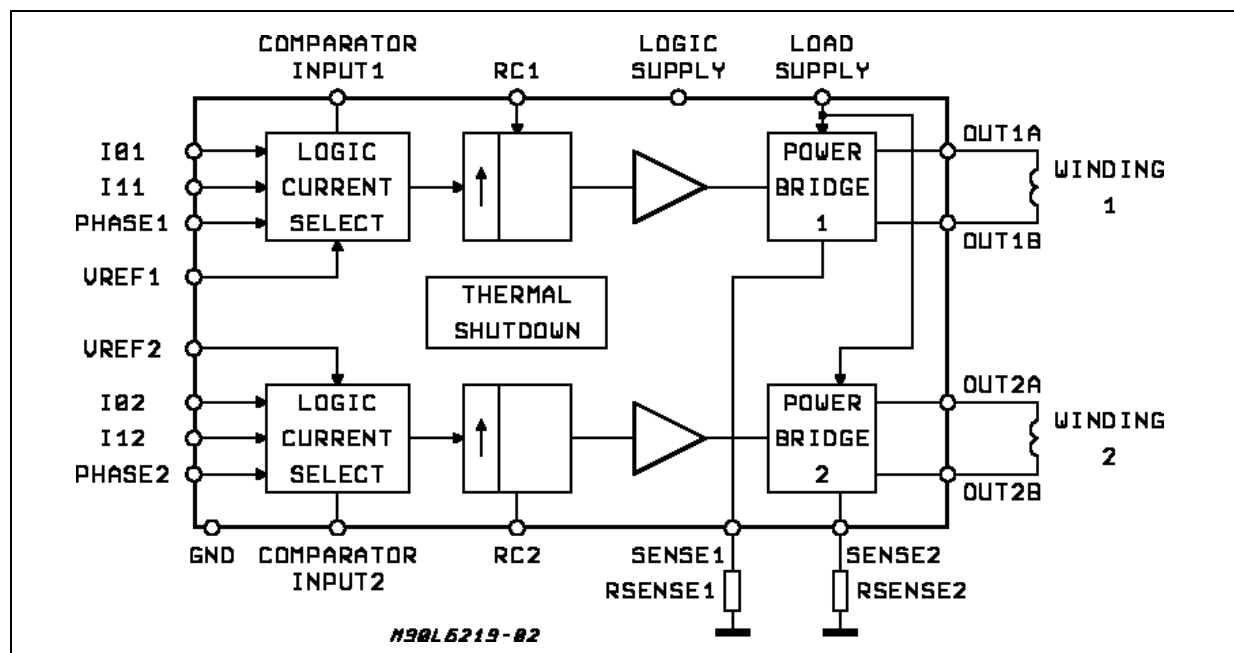 COMPARATOR
INPUT1
RC1
LOGIC
SUPPLY
LOAD
SUPPLY
I01
I11
PHASE1
VREF1
LOGIC
CURRENT
SELECT
POWER
BRIDGE
1
OUT1A
OUT1B
WINDING
1
THERMAL
SHUTDOWN
VREF2
I02
I12
PHASE2
LOGIC
CURRENT
SELECT
POWER
BRIDGE
2
OUT2A
OUT2B
WINDING
2
GND
COMPARATOR
INPUT2
RC2
SENSE1
RSENSE1
SENSE2
RSENSE2
M90L6219-02